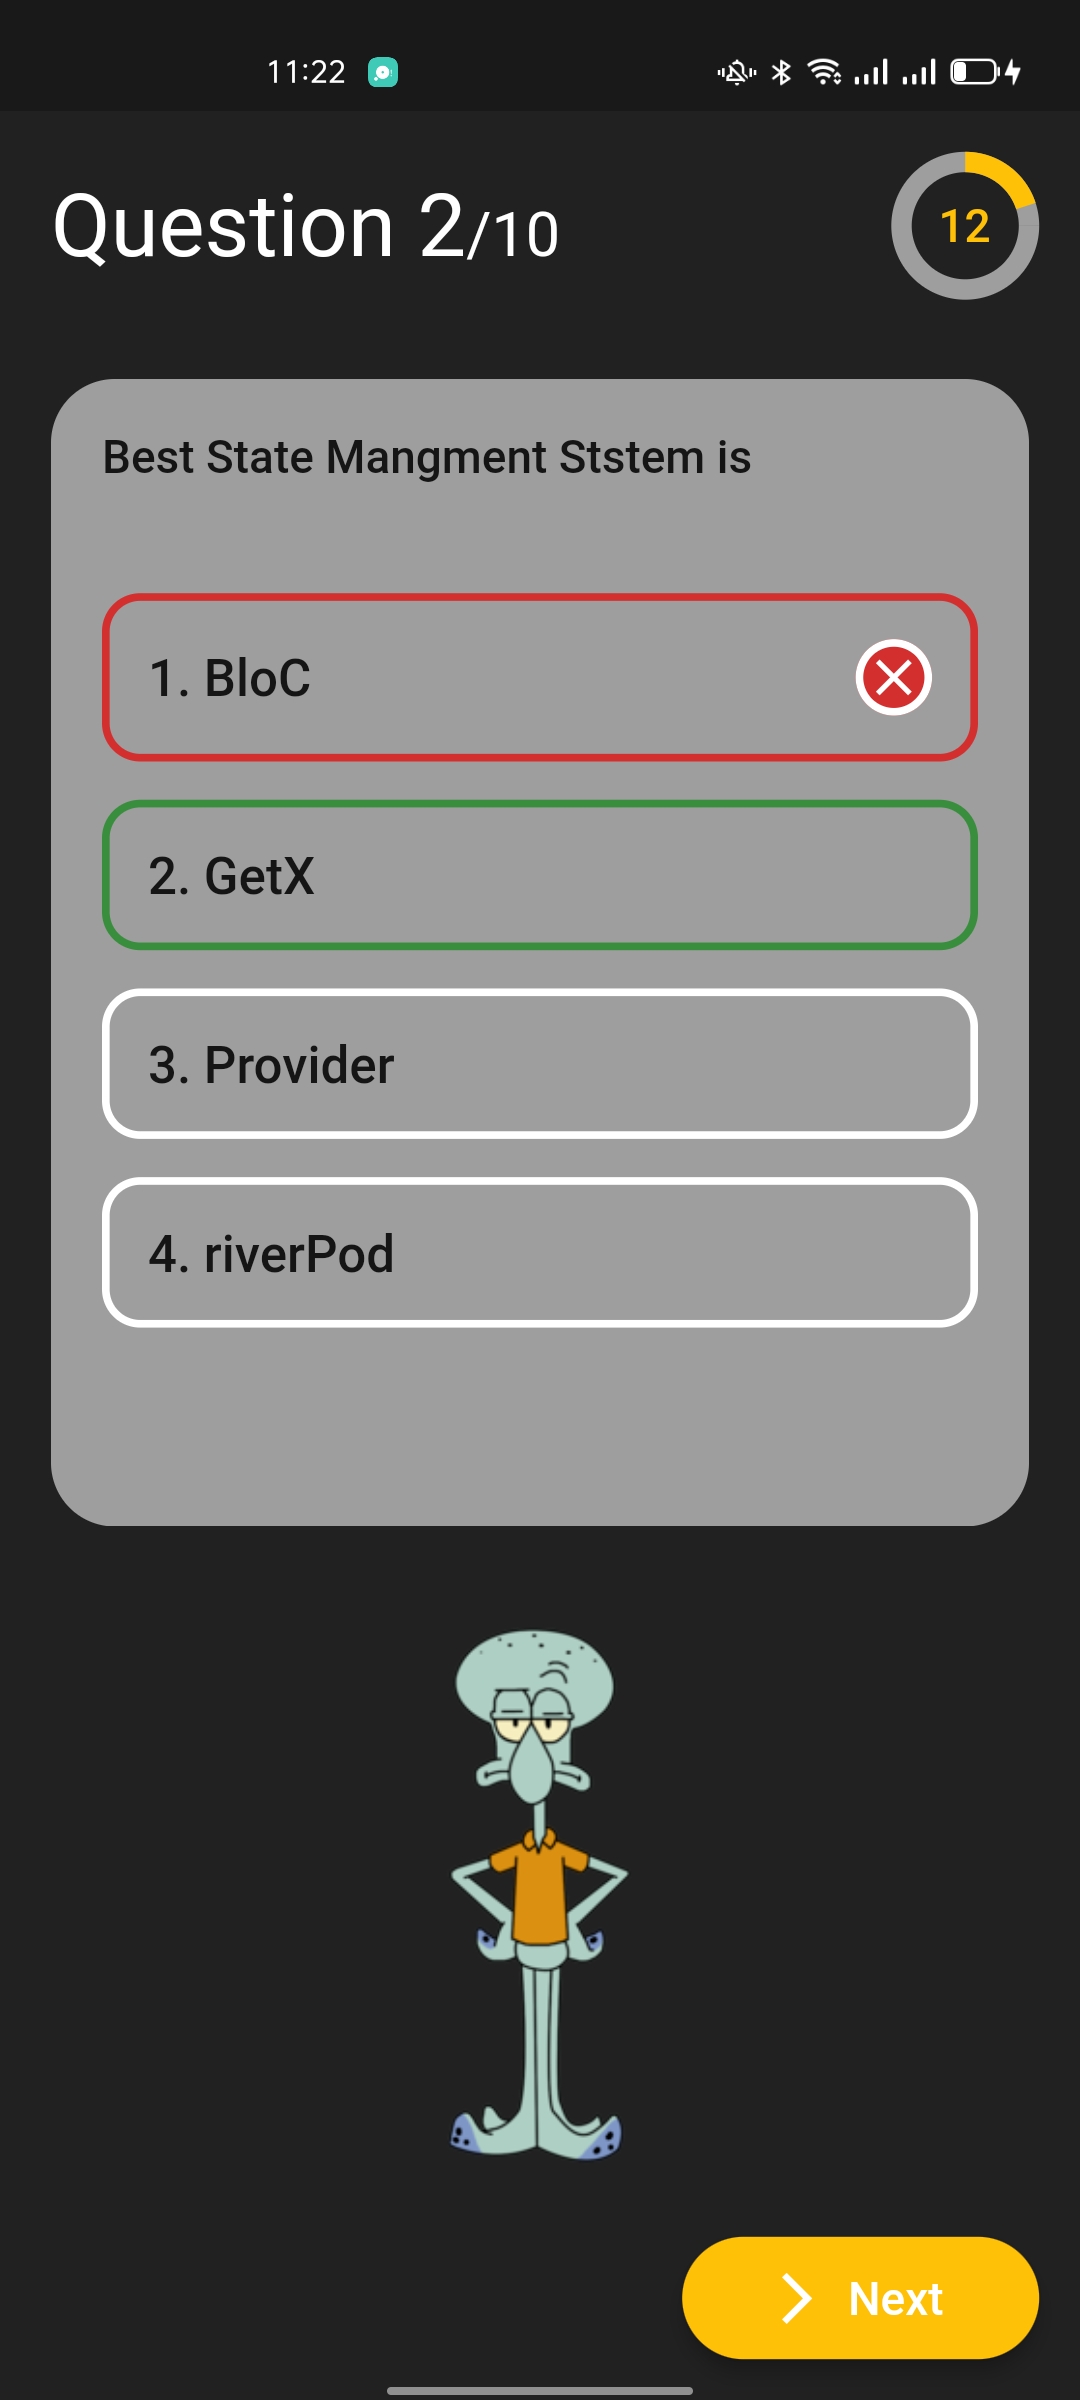 11:22
Question 2/10
12
Best State Mangment Ststem is
1. BloC
2. GetX
3. Provider
4. riverPod
Next